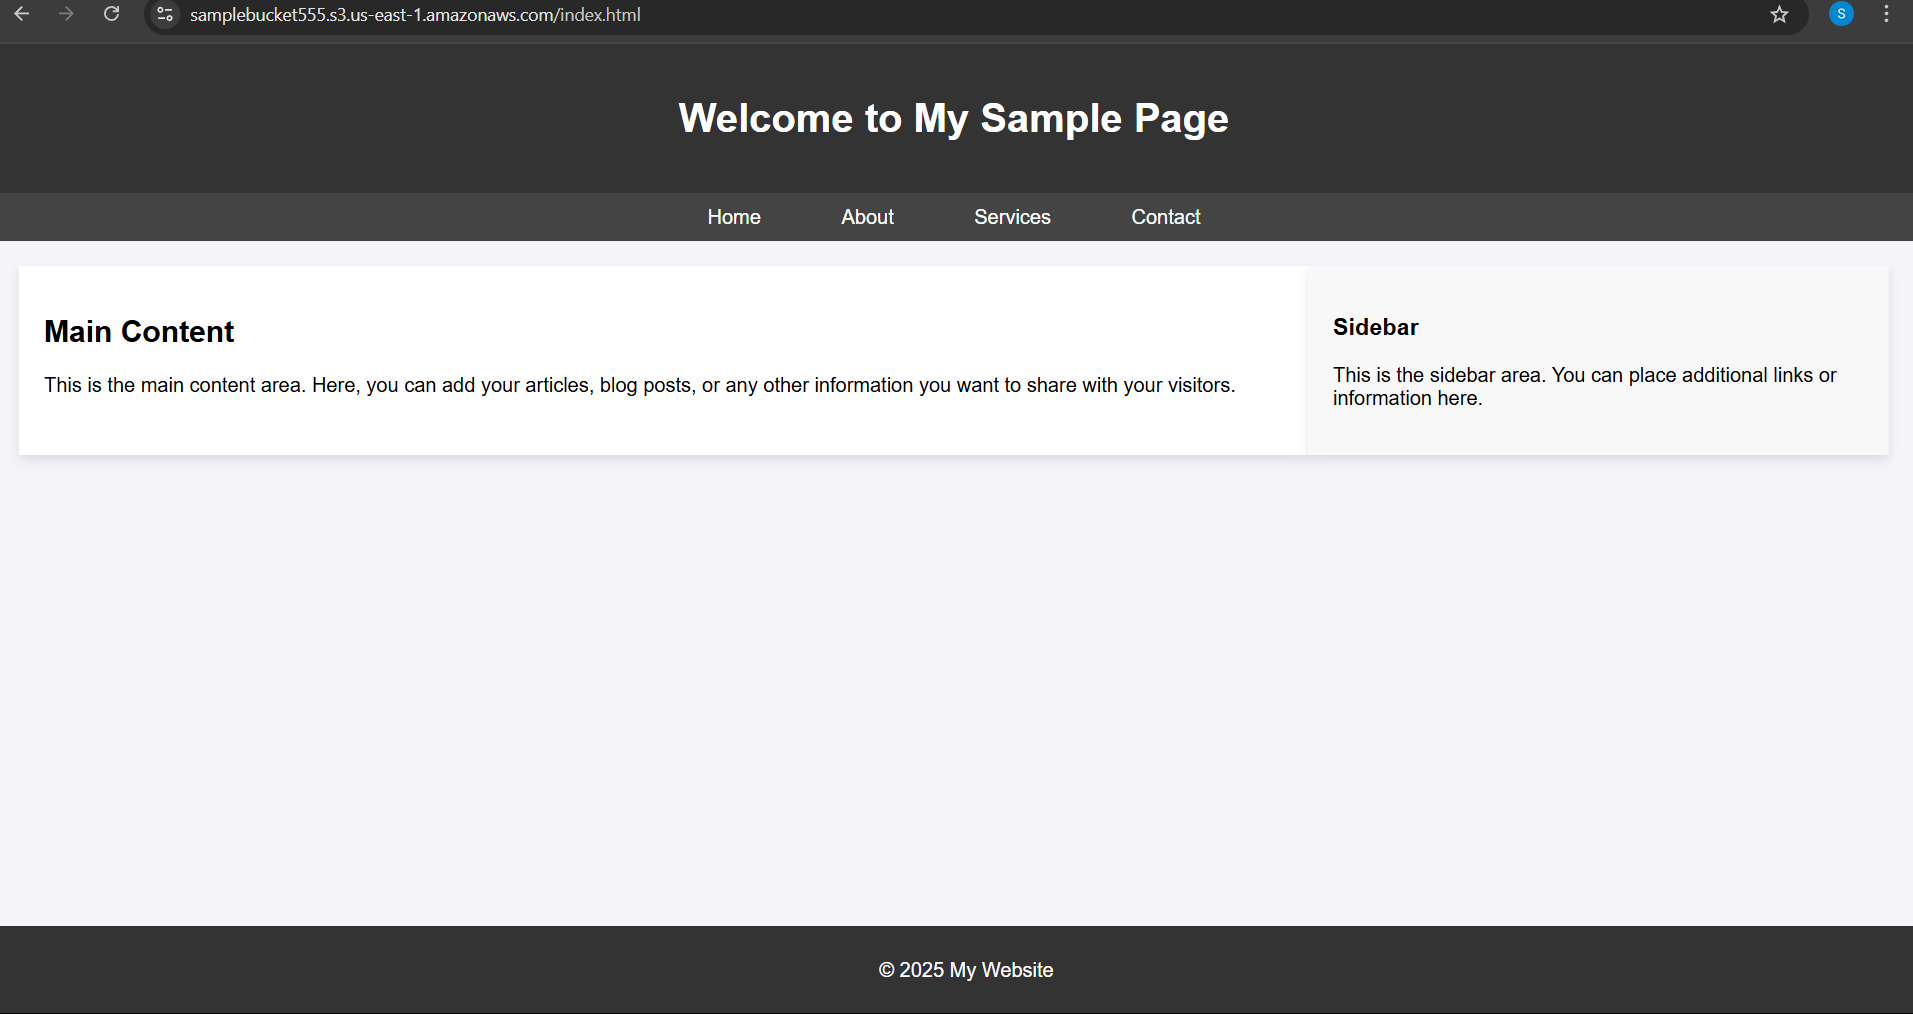 samplebucket555.s3.us-east-1.amazonaws.com/index.html
S
Welcome to My Sample Page
Home About Services Contact
Main Content
This is the main content area. Here, you can add your articles, blog posts, or any other information you want to share with your visitors.
Sidebar
This is the sidebar area. You can place additional links or
information here.
© 2025 My Website